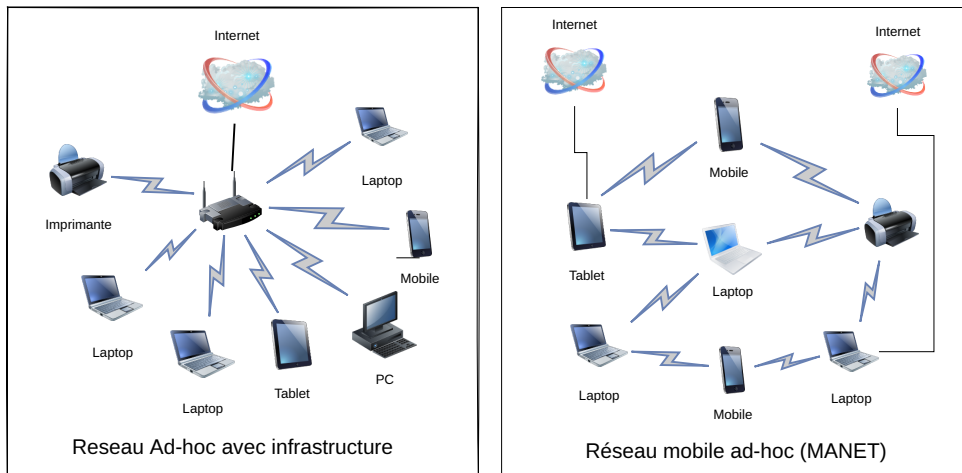 Internet
Laptop
Imprimante
Mobile
Laptop
Laptop
Tablet
PC
Reseau Ad-hoc avec infrastructure
Internet
Internet
Mobile
Tablet
Laptop
Laptop
Mobile
Laptop
Réseau mobile ad-hoc (MANET)